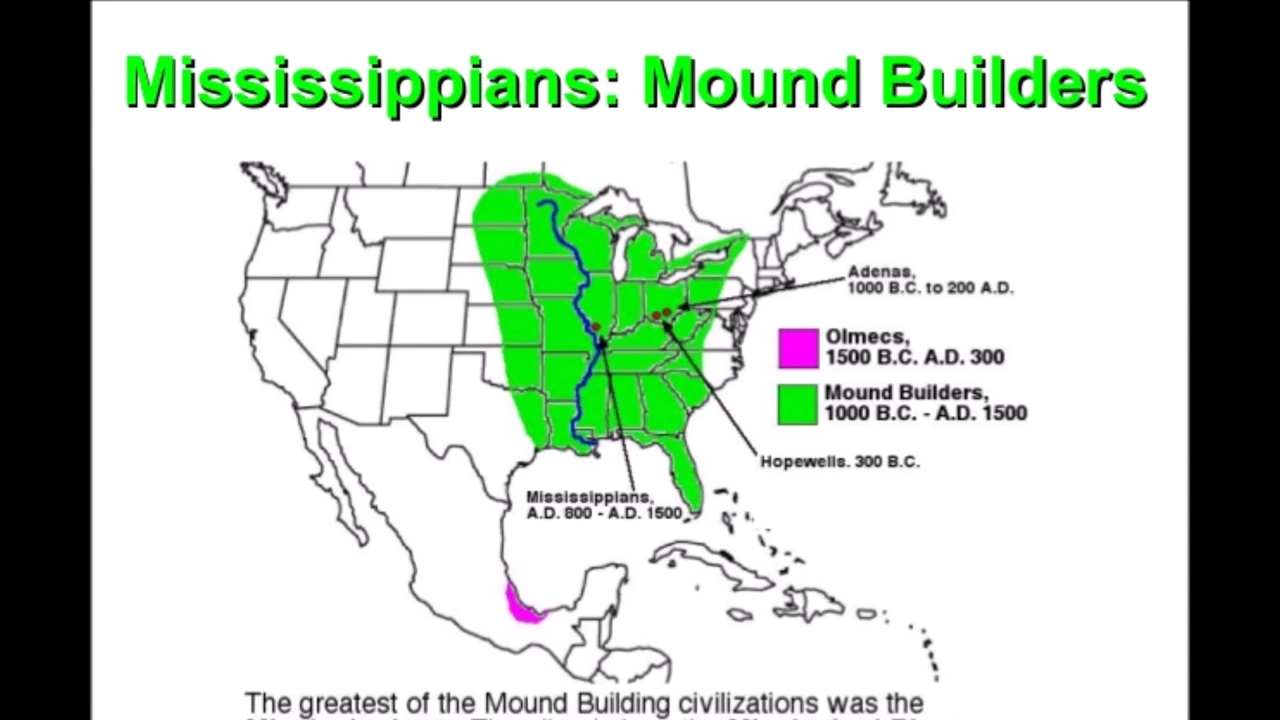 Mississippians: Mound Builders
Adenas,
1000 B.C. to 200 A.D.
Olmecs,
1500 B.C. A.D. 300
Mound Builders,
1000 B.C. - A.D. 1500
Hopewells. 300 B.C.
Mississippians,
A.D. 800 - A.D. 1500
The greatest of the Mound Building civilizations was the